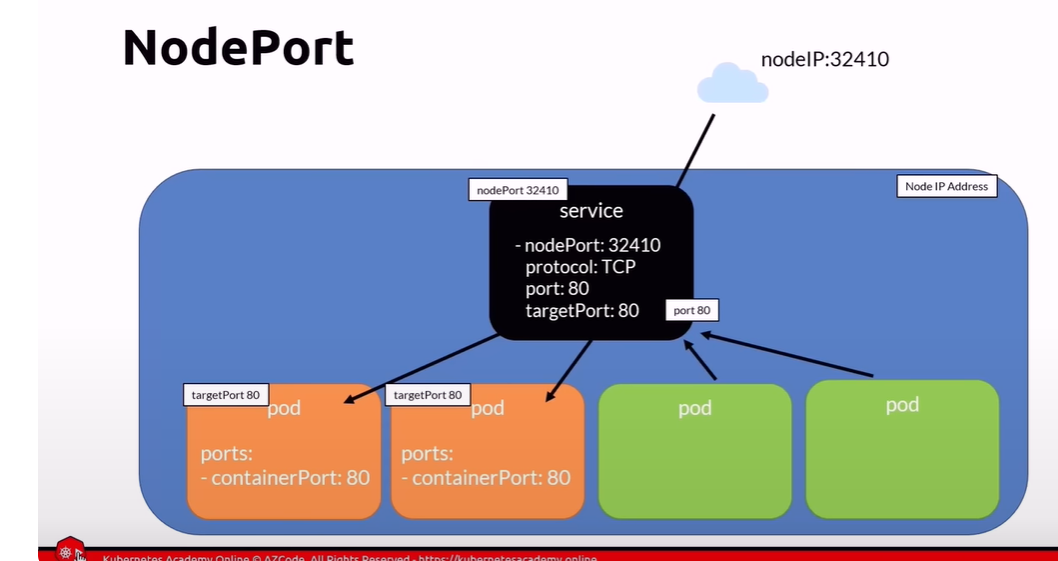 NodePort
nodeIP:32410
Node IP Address
nodePort 32410
service
- nodePort: 32410
protocol: TCP
port: 80
targetPort: 80
port 80
targetPort 80
pod
ports:
- containerPort: 80
targetPort 80
pod
ports:
- containerPort: 80
pod
pod
Kubernetes Academy Online © AZCode. All Rights Reserved - https://kubernetesacademy.online